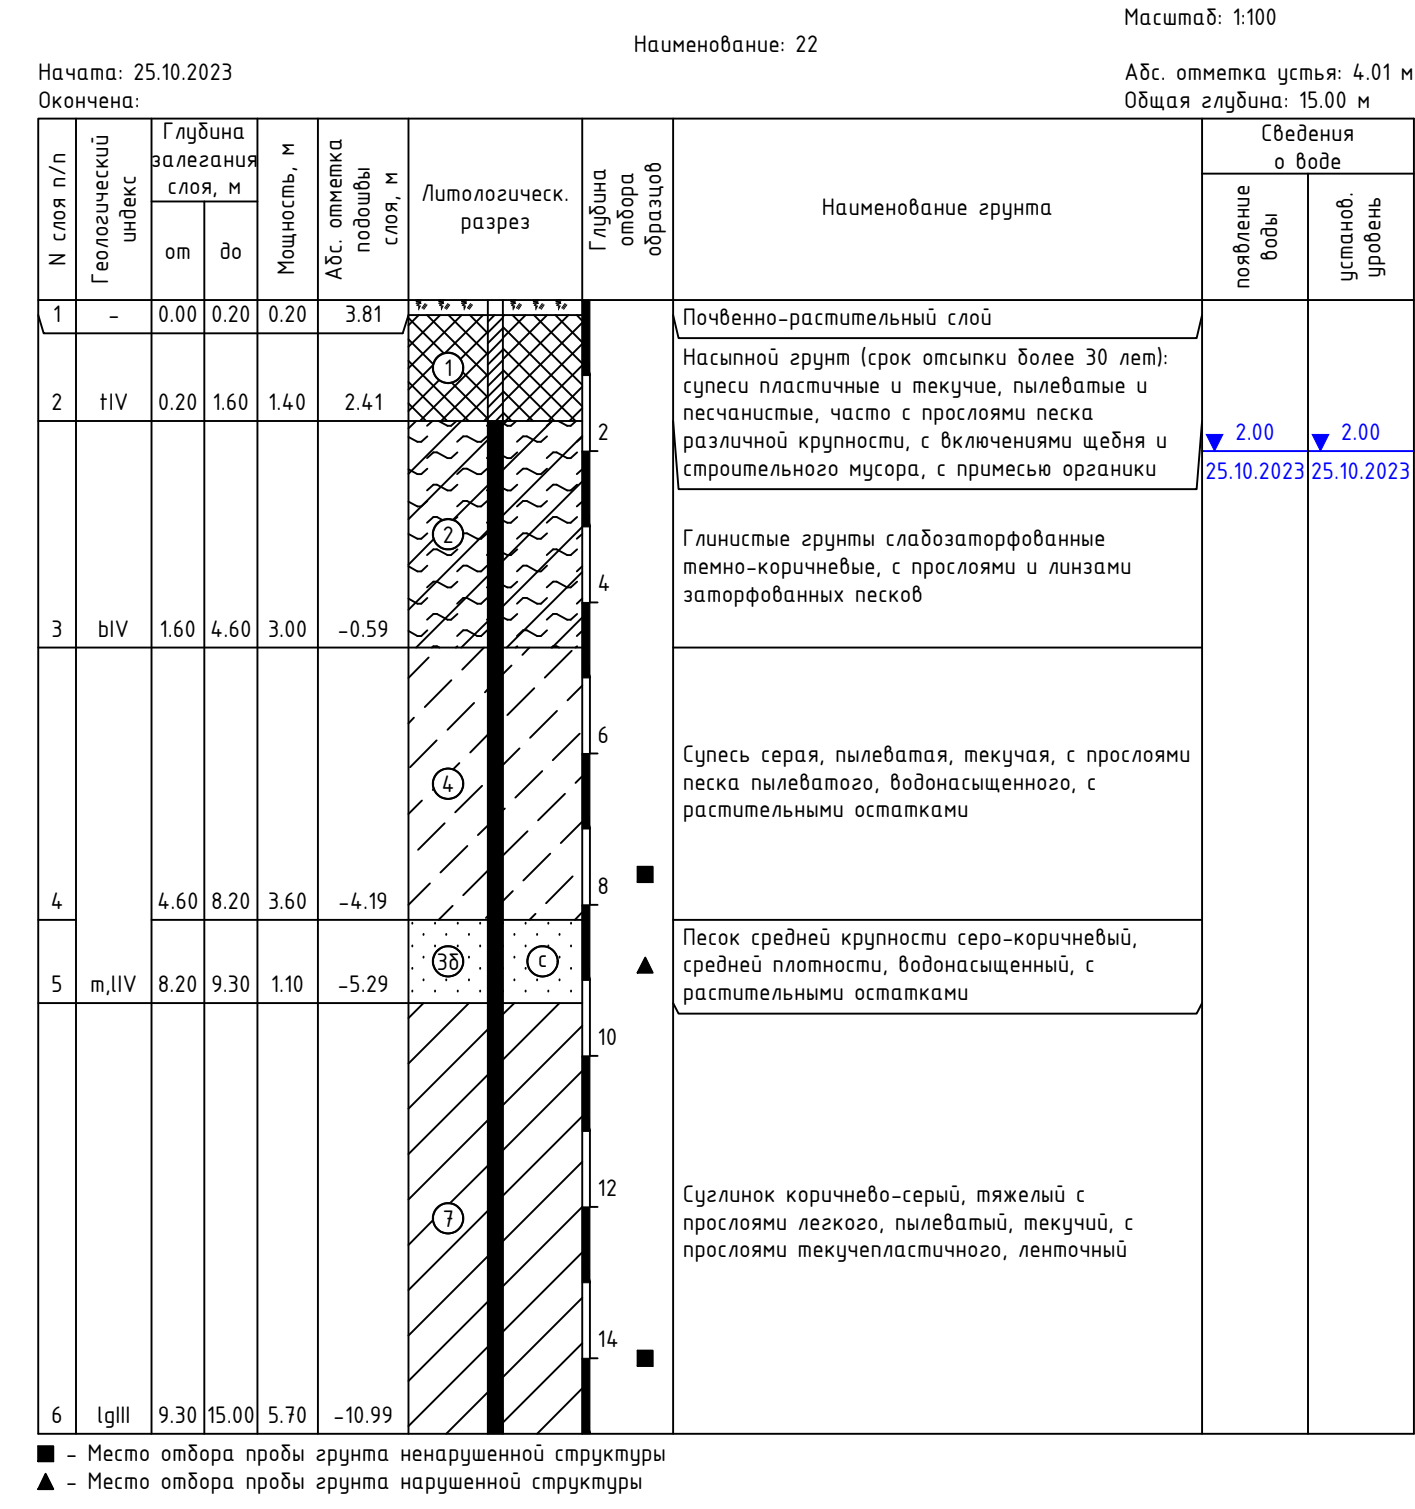 Масштаб: 1:100
Наименование: 22
Начата: 25.10.2023
Абс. отметка устья: 4.01 м
Окончена:
Общая глубина: 15.00 м
N слоя п/п
Геологический
индекс
Глубина
залегания
слоя, м
от
до
Мощность, м
Абс. отметка
подошвы
слоя, м
Литологическ.
разрез
Глубина
отбора
образцов
Наименование грунта
Сведения
о воде
появление
воды
установ.
уровень
1 – 0.00 0.20 0.20 3.81
Почвенно-растительный слой
2 tIV 0.20 1.60 1.40 2.41
1
Насыпной грунт (срок отсыпки более 30 лет):
супеси пластичные и текучие, пылеватые и
песчанистые, часто с прослоями песка
различной крупности, с включениями щебня и
строительного мусора, с примесью органики
2
2.00 2.00
25.10.2023 25.10.2023
3 bIV 1.60 4.60 3.00 -0.59
2
4
Глинистые грунты слабозаторфованные
темно-коричневые, с прослоями и линзами
заторфованных песков
4 4.60 8.20 3.60 -4.19
4
6
8
Супесь серая, пылеватая, текучая, с прослоями
песка пылеватого, водонасыщенного, с
растительными остатками
5 m,lIV 8.20 9.30 1.10 -5.29
3б с
Песок средней крупности серо-коричневый,
средней плотности, водонасыщенный, с
растительными остатками
6 lgIII 9.30 15.00 5.70 -10.99
7
10
12
14
Суглинок коричнево-серый, тяжелый с
прослоями легкого, пылеватый, текучий, с
прослоями текучепластичного, ленточный
– Место отбора пробы грунта ненарушенной структуры
– Место отбора пробы грунта нарушенной структуры